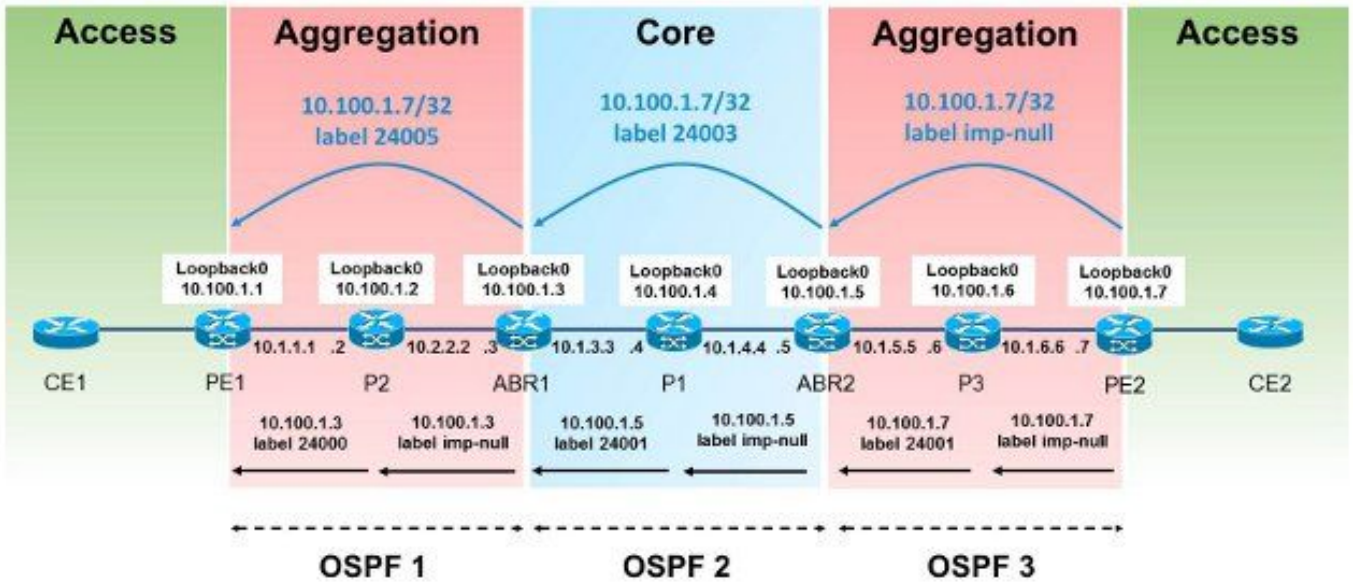 Access
Aggregation
Core
Aggregation
Access
10.100.1.7/32
label 24005
10.100.1.7/32
label 24003
10.100.1.7/32
label imp-null
Loopback0
10.100.1.1
Loopback0
10.100.1.2
Loopback0
10.100.1.3
Loopback0
10.100.1.4
Loopback0
10.100.1.5
Loopback0
10.100.1.6
Loopback0
10.100.1.7
10.1.1.1 .2
10.2.2.2 .3
10.1.3.3 .4
10.1.4.4 .5
10.1.5.5 .6
10.1.6.6 .7
CE1
PE1
P2
ABR1
P1
ABR2
P3
PE2
CE2
10.100.1.3
label 24000
10.100.1.3
label imp-null
10.100.1.5
label 24001
10.100.1.5
label imp-null
10.100.1.7
label 24001
10.100.1.7
label imp-null
OSPF 1
OSPF 2
OSPF 3